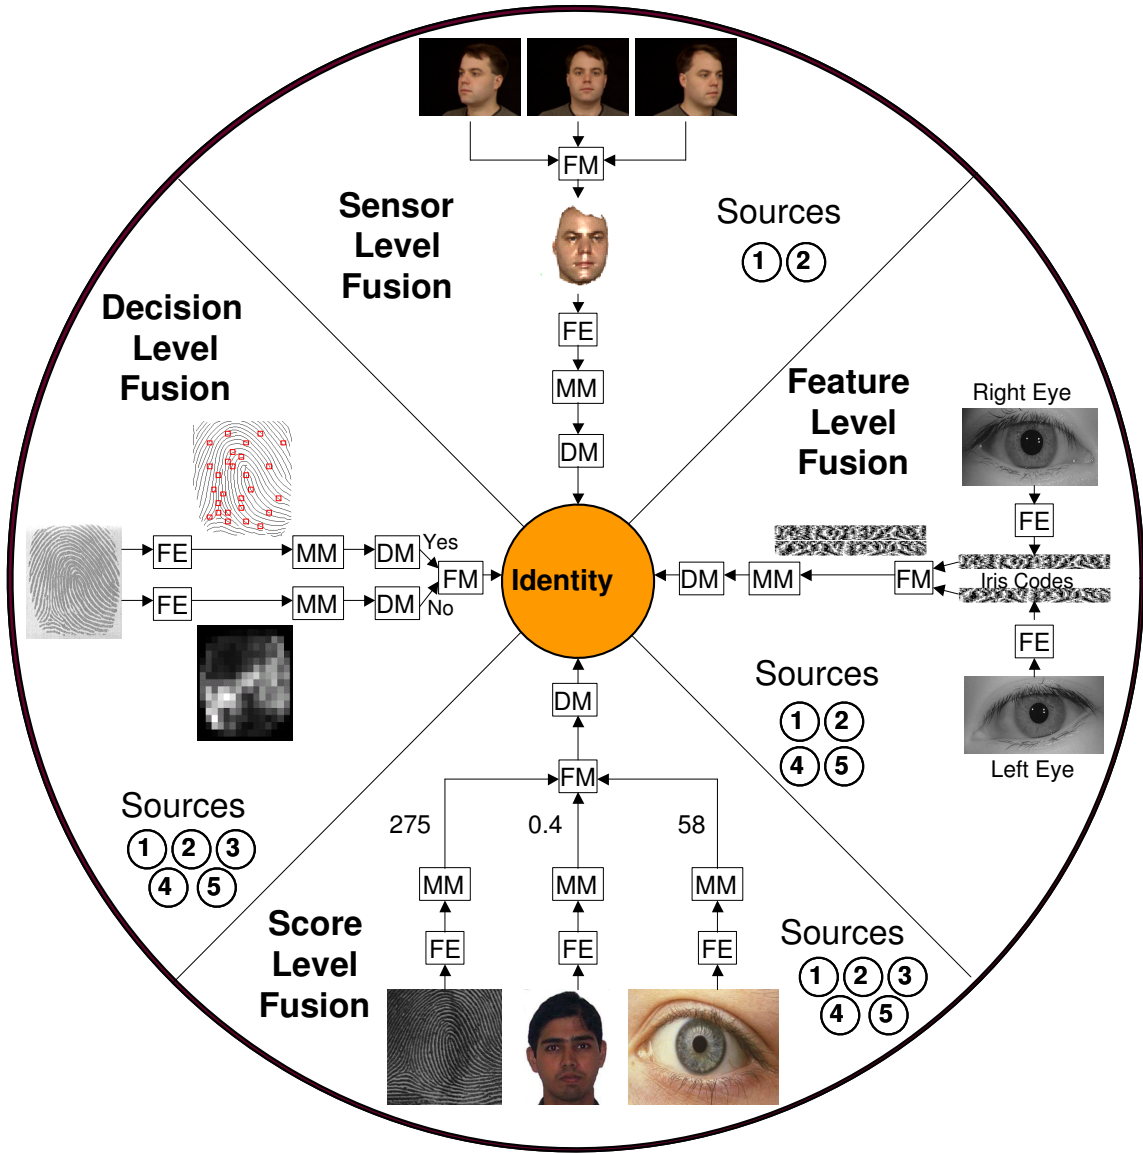 FM
Sensor
Level
Fusion
Sources
1 2
FE
MM
DM
Decision
Level
Fusion
FE MM DM Yes
FM
FE MM DM No
Identity
Feature
Level
Fusion
Right Eye
FE
DM MM FM
Iris Codes
FE
Left Eye
Sources
1 2
4 5
DM
FM
275 0.4 58
MM MM MM
FE FE FE
Score
Level
Fusion
Sources
1 2 3
4 5
Sources
1 2 3
4 5